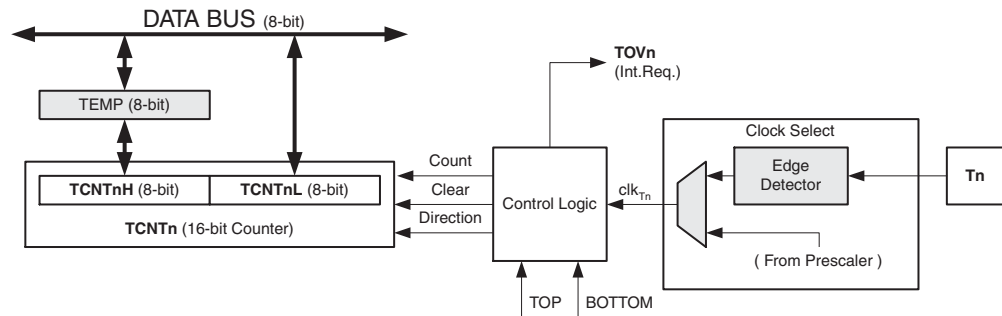 DATA BUS (8-bit)
TOVn
(Int.Req.)
TEMP (8-bit)
Clock Select
Count
Edge
Detector
Tn
TCNTnH (8-bit)
TCNTnL (8-bit)
Clear
Control Logic
clkTn
TCNTn (16-bit Counter)
Direction
( From Prescaler )
TOP
BOTTOM